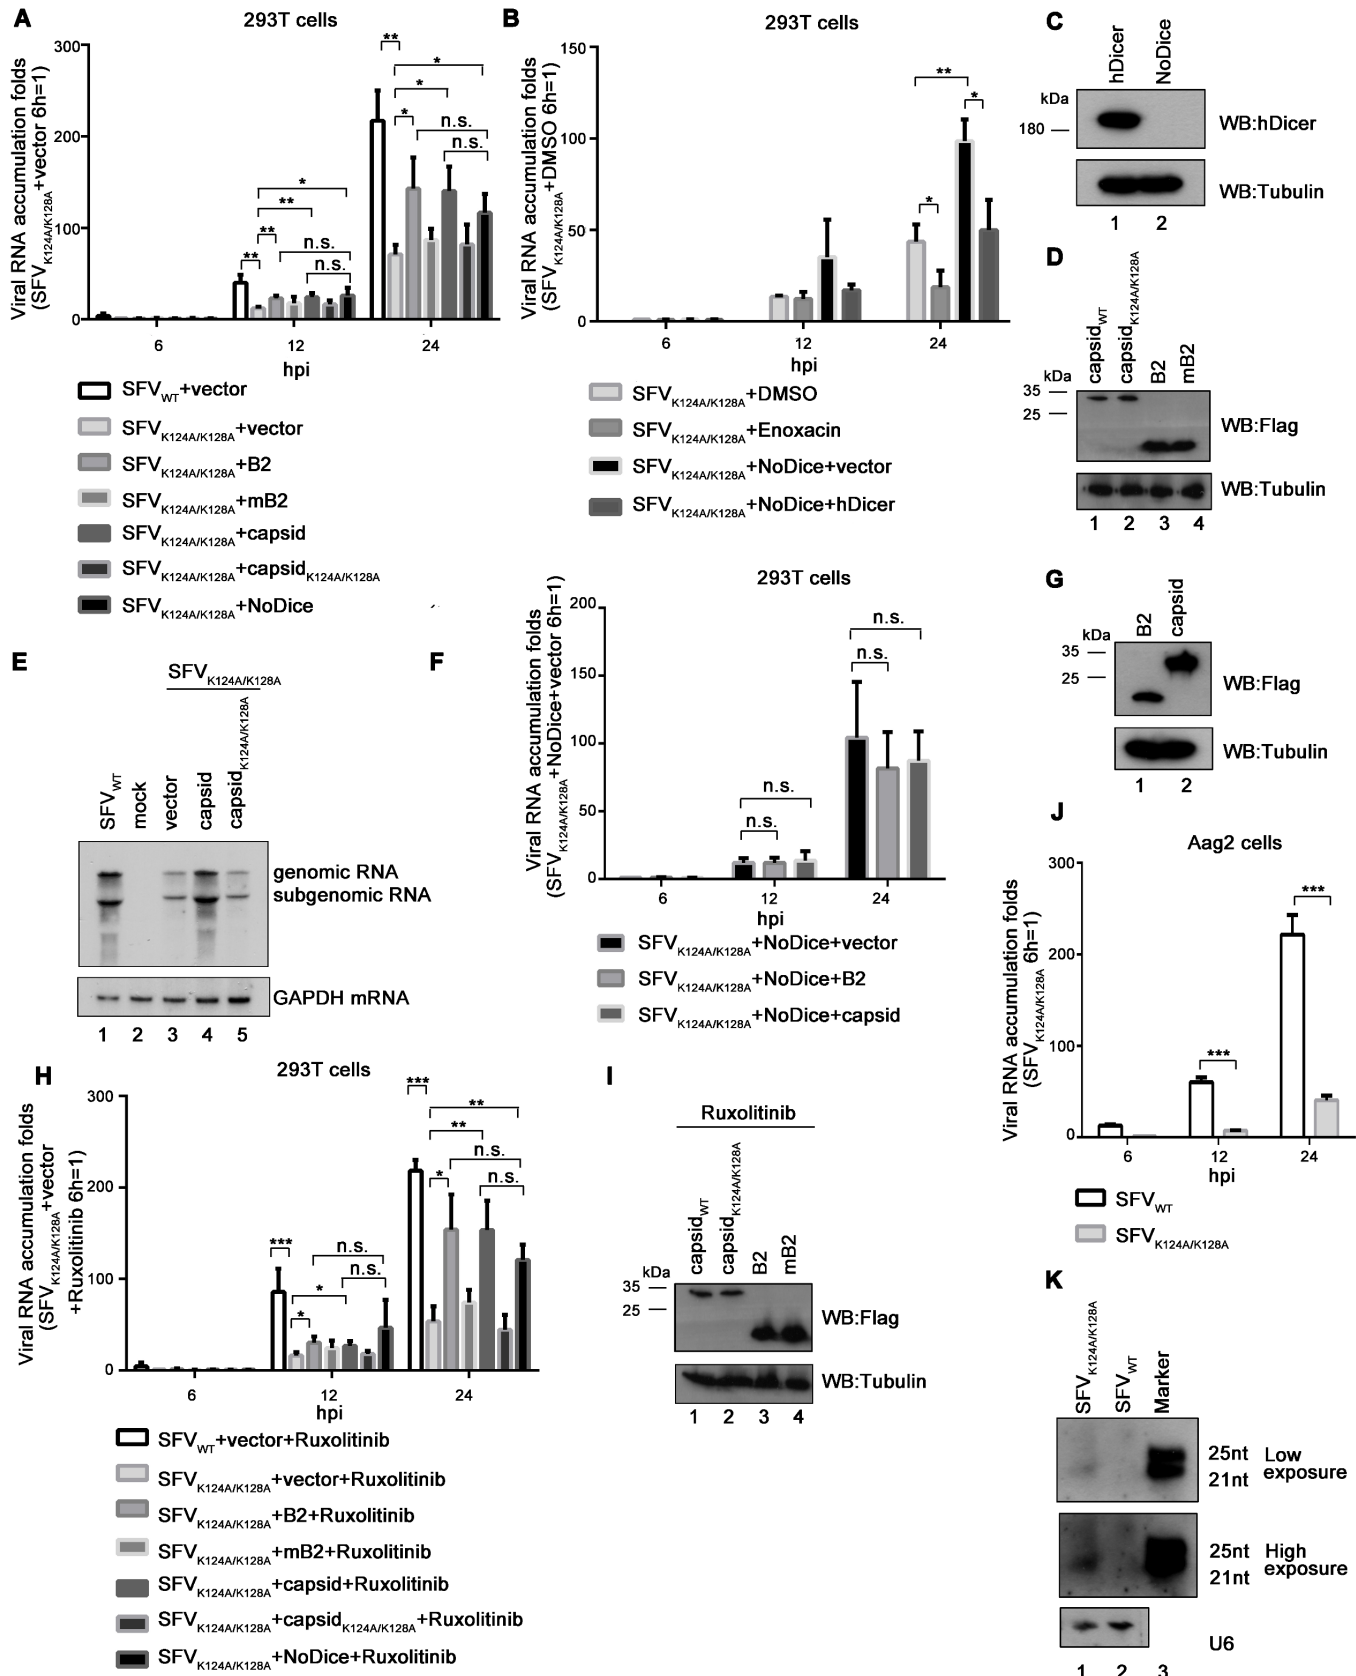 A
293T cells
Viral RNA accumulation folds
(SFVK124A/K128A+vector 6h=1)
300
200
100
0
**
*
*
*
n.s.
n.s.
*
**
**
**
n.s.
n.s.
6
12
24
hpi
SFVWT+vector
SFVK124A/K128A+vector
SFVK124A/K128A+B2
SFVK124A/K128A+mB2
SFVK124A/K128A+capsid
SFVK124A/K128A+capsidK124A/K128A
SFVK124A/K128A+NoDice
B
293T cells
Viral RNA accumulation folds
(SFVK124A/K128A+DMSO 6h=1)
150
100
50
0
**
*
*
6
12
24
hpi
SFVK124A/K128A+DMSO
SFVK124A/K128A+Enoxacin
SFVK124A/K128A+NoDice+vector
SFVK124A/K128A+NoDice+hDicer
C
hDicer
NoDice
kDa
180
WB:hDicer
WB:Tubulin
1 2
D
capsidWT
capsidK124A/K128A
B2
mB2
kDa
35
25
WB:Flag
WB:Tubulin
1 2 3 4
E
SFVK124A/K128A
SFVWT
mock
vector
capsid
capsidK124A/K128A
genomic RNA
subgenomic RNA
GAPDH mRNA
1 2 3 4 5
F
293T cells
Viral RNA accumulation folds
(SFVK124A/K128A+NoDice+vector 6h=1)
200
150
100
50
0
n.s.
n.s.
n.s.
n.s.
6
12
24
hpi
SFVK124A/K128A+NoDice+vector
SFVK124A/K128A+NoDice+B2
SFVK124A/K128A+NoDice+capsid
G
B2
capsid
kDa
35
25
WB:Flag
WB:Tubulin
1 2
H
293T cells
Viral RNA accumulation folds
(SFVK124A/K128A+vector
+Ruxolitinib 6h=1)
300
200
100
0
***
**
**
n.s.
*
n.s.
***
n.s.
n.s.
*
*
6
12
24
hpi
SFVWT+vector+Ruxolitinib
SFVK124A/K128A+vector+Ruxolitinib
SFVK124A/K128A+B2+Ruxolitinib
SFVK124A/K128A+mB2+Ruxolitinib
SFVK124A/K128A+capsid+Ruxolitinib
SFVK124A/K128A+capsidK124A/K128A+Ruxolitinib
SFVK124A/K128A+NoDice+Ruxolitinib
I
Ruxolitinib
capsidWT
capsidK124A/K128A
B2
mB2
kDa
35
25
WB:Flag
WB:Tubulin
1 2 3 4
J
Aag2 cells
Viral RNA accumulation folds
(SFVK124A/K128A 6h=1)
300
200
100
0
***
***
6
12
24
hpi
SFVWT
SFVK124A/K128A
K
SFVK124A/K128A
SFVWT
Marker
25nt
21nt
Low
exposure
25nt
21nt
High
exposure
U6
1 2 3